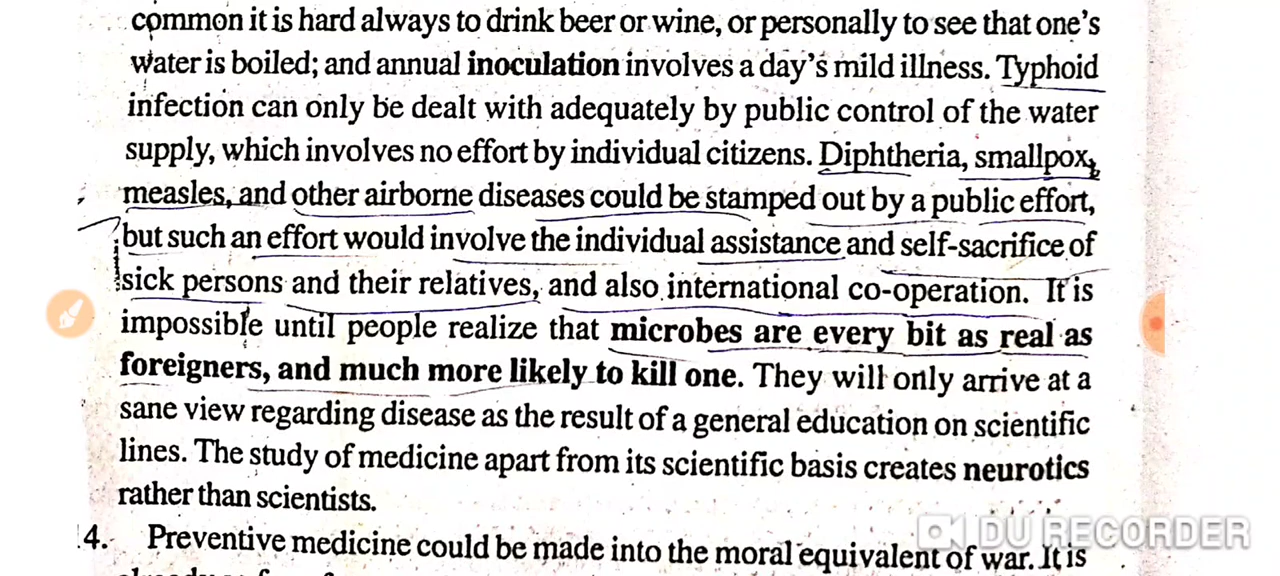 common it is hard always to drink beer or wine, or personally to see that one's
water is boiled; and annual inoculation involves a day's mild illness. Typhoid
infection can only be dealt with adequately by public control of the water
supply, which involves no effort by individual citizens. Diphtheria, smallpox,
measles, and other airborne diseases could be stamped out by a public effort,
but such an effort would involve the individual assistance and self-sacrifice of
sick persons and their relatives, and also international co-operation. It is
impossible until people realize that microbes are every bit as real as
foreigners, and much more likely to kill one. They will only arrive at a
sane view regarding disease as the result of a general education on scientific
lines. The study of medicine apart from its scientific basis creates neurotics
rather than scientists.
14. Preventive medicine could be made into the moral equivalent of war. It is
DU RECORDER